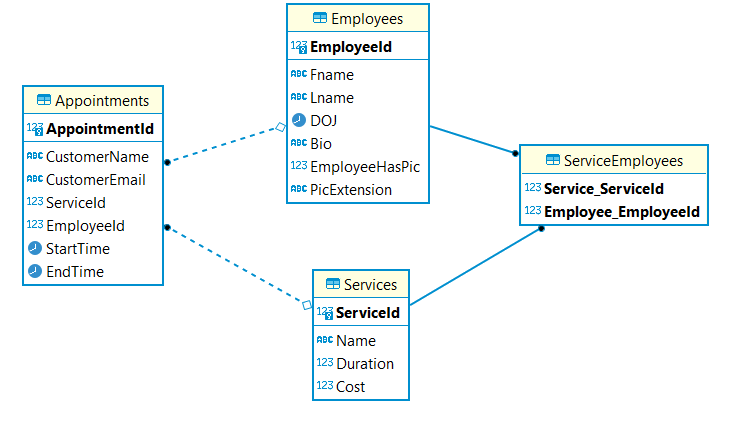 Employees
123 EmployeeId
ABC Fname
ABC Lname
DOJ
ABC Bio
123 EmployeeHasPic
ABC PicExtension
Appointments
123 AppointmentId
ABC CustomerName
ABC CustomerEmail
123 ServiceId
123 EmployeeId
StartTime
EndTime
ServiceEmployees
123 Service_ServiceId
123 Employee_EmployeeId
Services
123 ServiceId
ABC Name
123 Duration
123 Cost